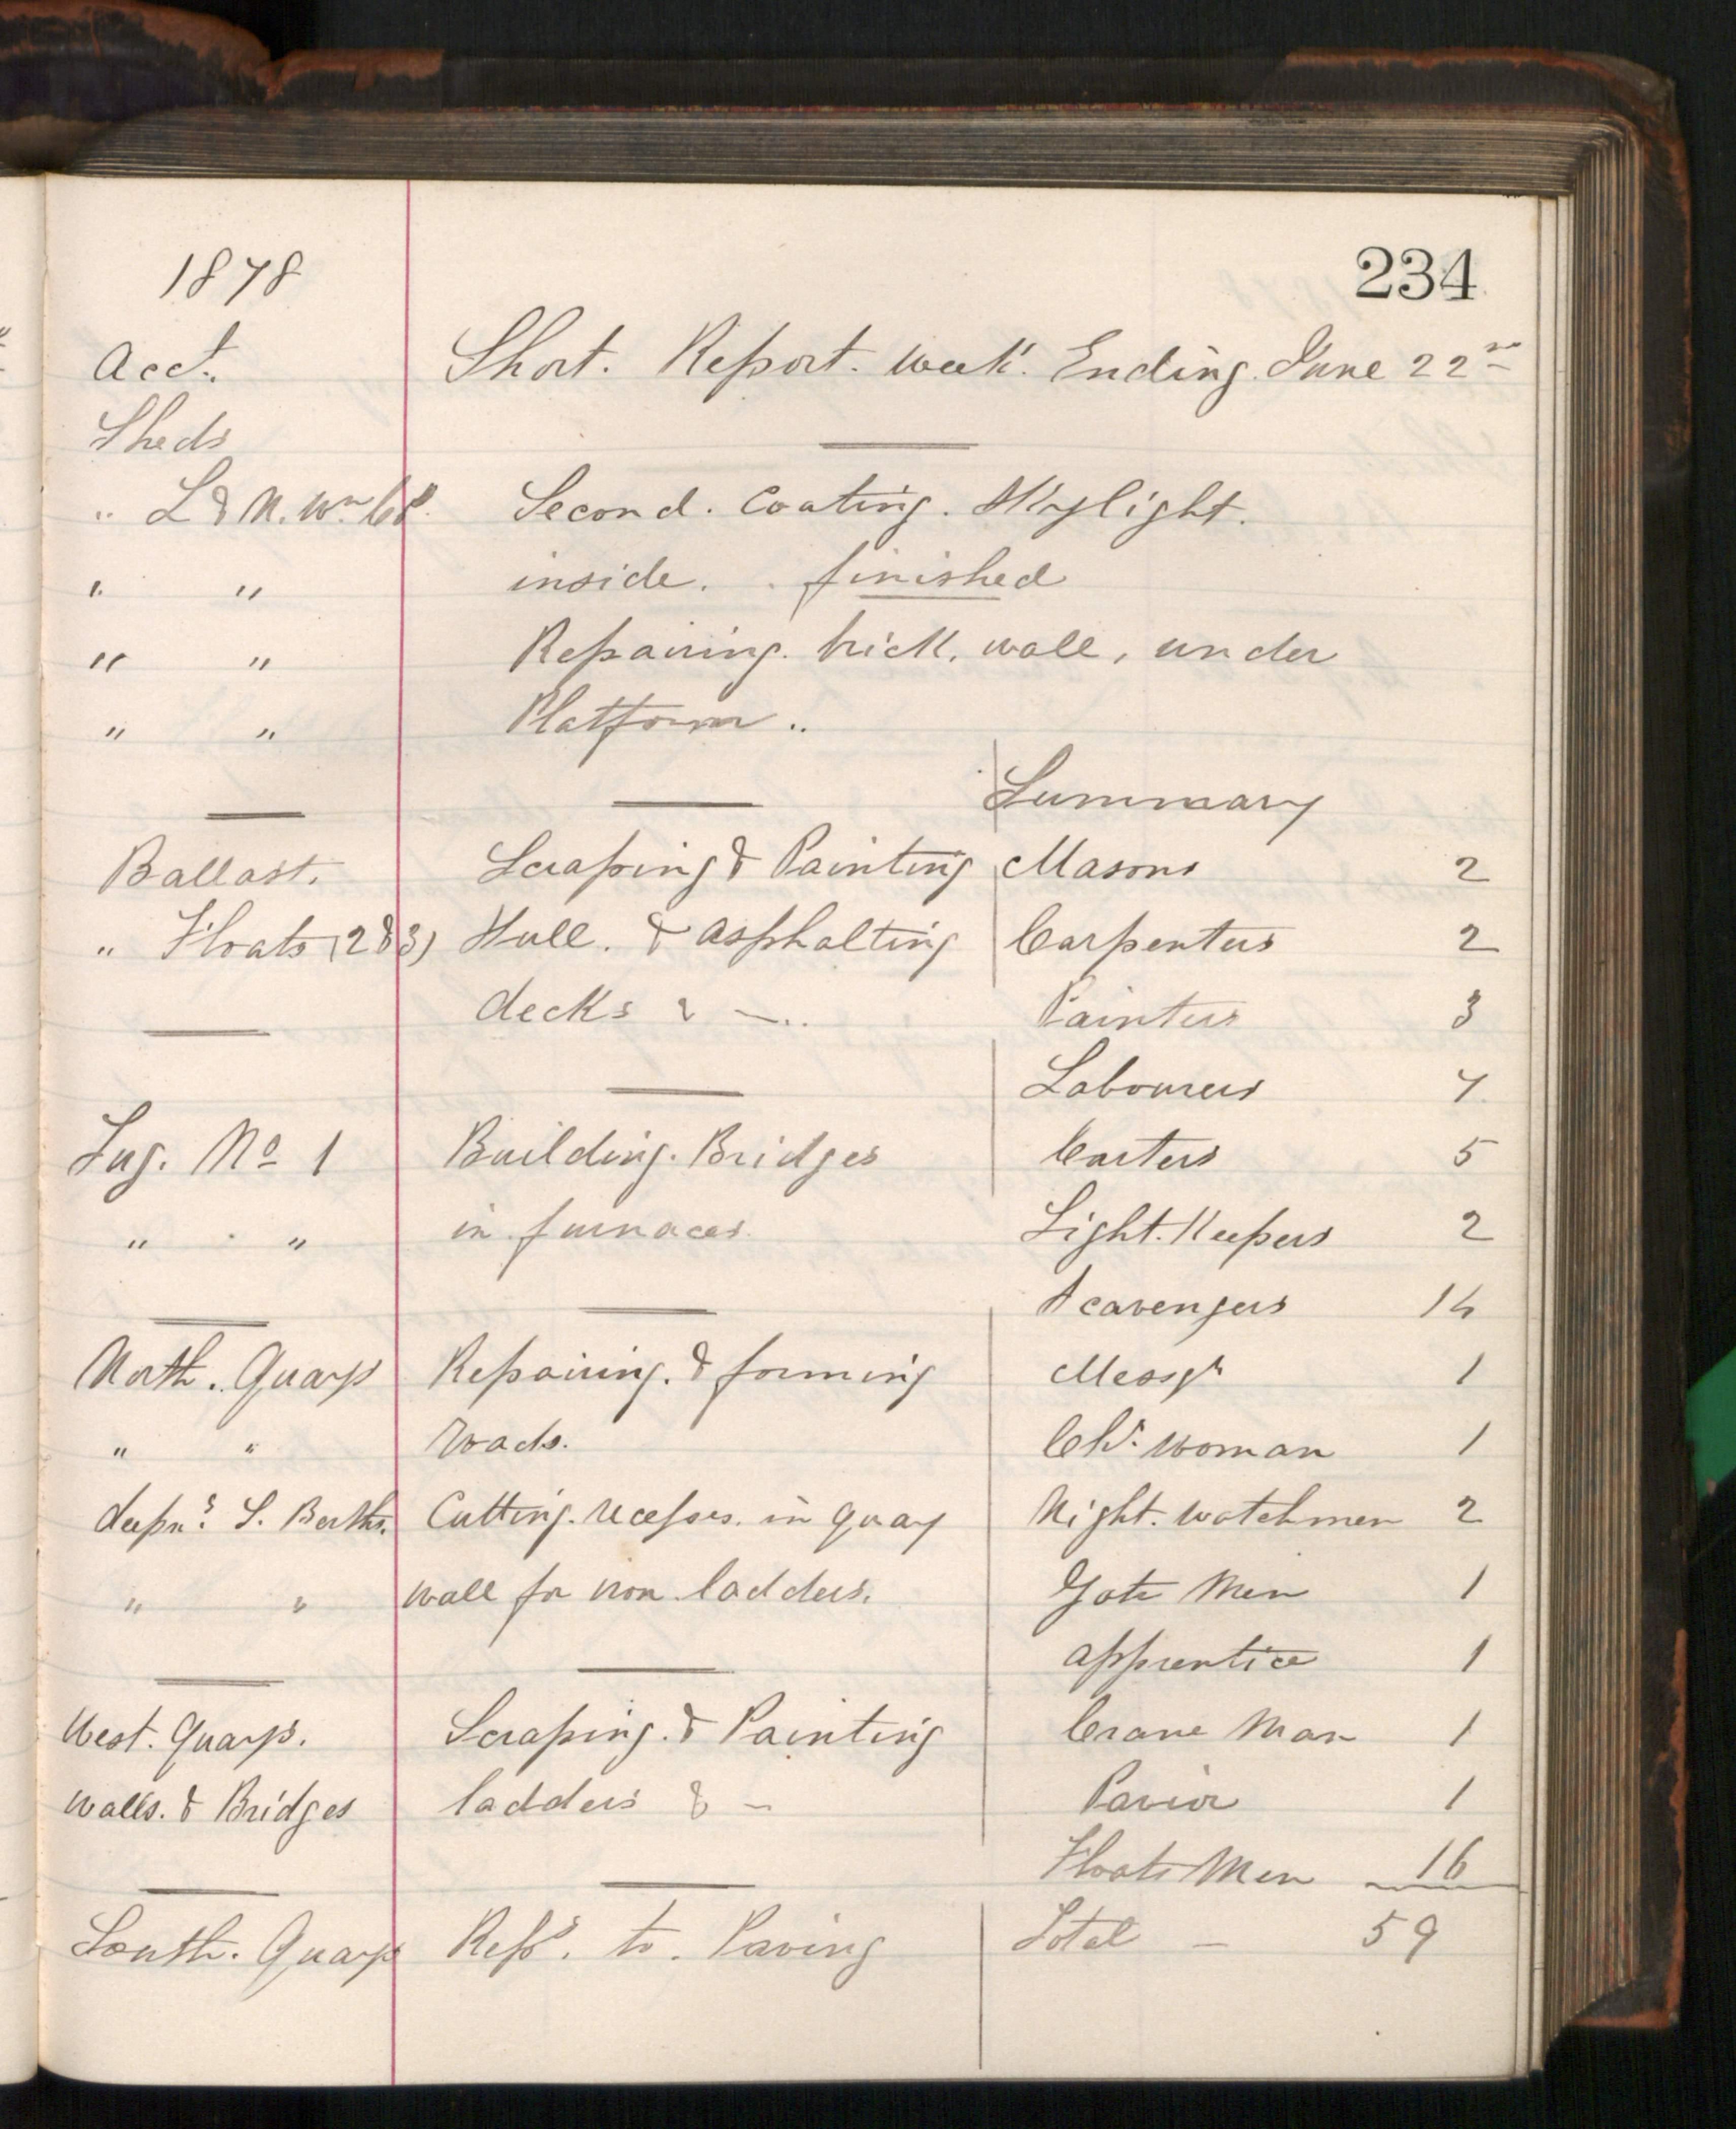 234
1878
Acct. Short. Report. week. Ending. June 22nd
Sheds
" L & N. Wn Co. Second. Coating. Skylight.
" " inside. finished
" " Repairing. brick. wall, under
" " Platform ..
Summary
Ballast. Scraping & Painting Masons 2
" Floats (2&3) Hull. & asphalting Carpenters 2
decks & -.. Painters 3
Labourers 7
Tug. No 1 Building. Bridges Carters 5
" " in furnaces. Light. Keepers 2
Scavengers 14
North. Quays Repairing. & forming Messgr 1
" " roads. Chr. woman 1
deepng. S. Berths. Cutting. recesses. in quay Night. watchmen 2
" " wall for iron ladders. Gate Men 1
apprentice 1
West. Quays. Scraping. & Painting Crane Man 1
walls. & Bridges ladders & - Pavior 1
Floats Men 16
South. Quays Reps. to. Paving Total - 59